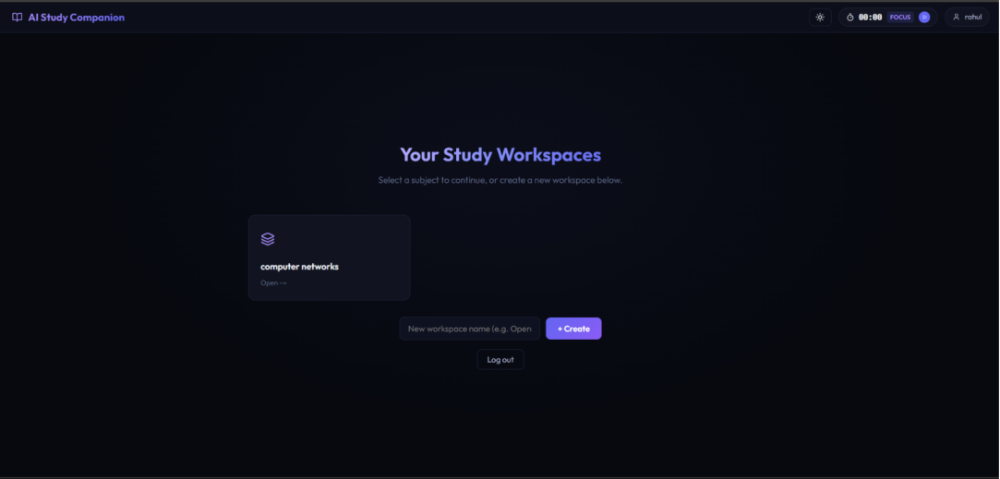 AI Study Companion
00:00 FOCUS
rahul
Your Study Workspaces
Select a subject to continue, or create a new workspace below.
computer networks
Open →
New workspace name (e.g. Open
+ Create
Log out